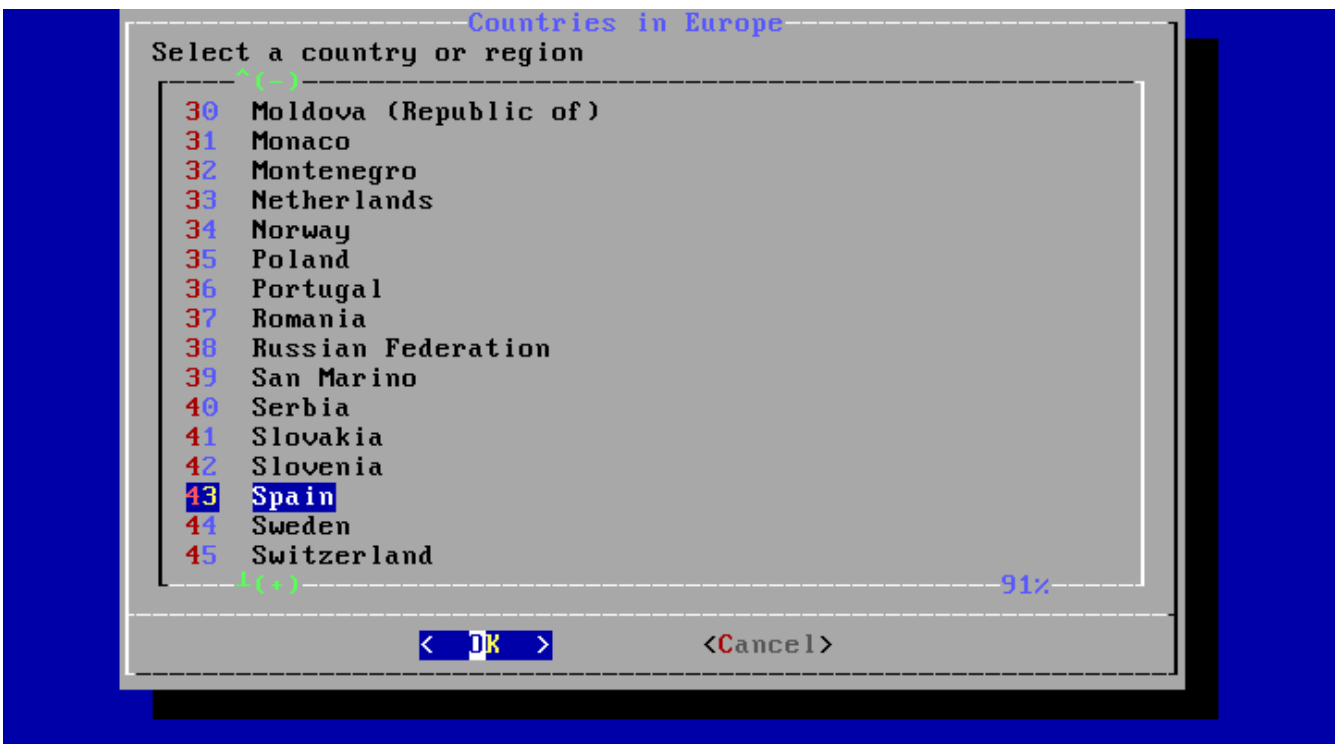 Countries in Europe
Select a country or region
^(-)
30 Moldova (Republic of)
31 Monaco
32 Montenegro
33 Netherlands
34 Norway
35 Poland
36 Portugal
37 Romania
38 Russian Federation
39 San Marino
40 Serbia
41 Slovakia
42 Slovenia
43 Spain
44 Sweden
45 Switzerland
(+) 91%
< OK > <Cancel>